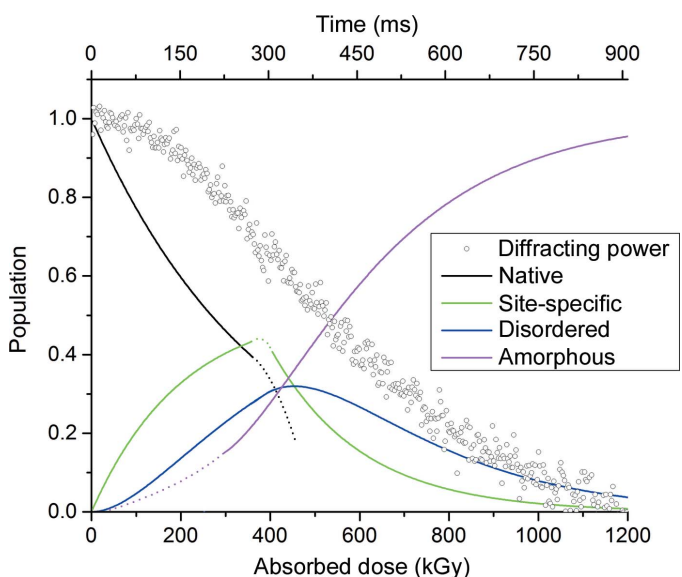 Time (ms)
0 150 300 450 600 750 900
1.0
0.8
0.6
0.4
0.2
0.0
Population
Diffracting power
Native
Site-specific
Disordered
Amorphous
0 200 400 600 800 1000 1200
Absorbed dose (kGy)